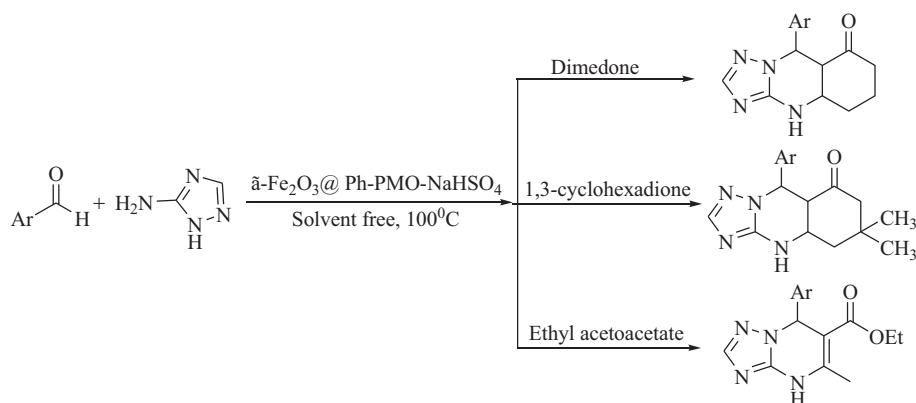 Ar
O
N
N
N
N
H
Dimedone
O
Ar
H
+
H2N
N
N
N
H
ã-Fe2O3@ Ph-PMO-NaHSO4
Solvent free, 100⁰C
1,3-cyclohexadione
Ar
O
N
N
N
N
H
CH3
CH3
Ethyl acetoacetate
Ar
O
OEt
N
N
N
N
H